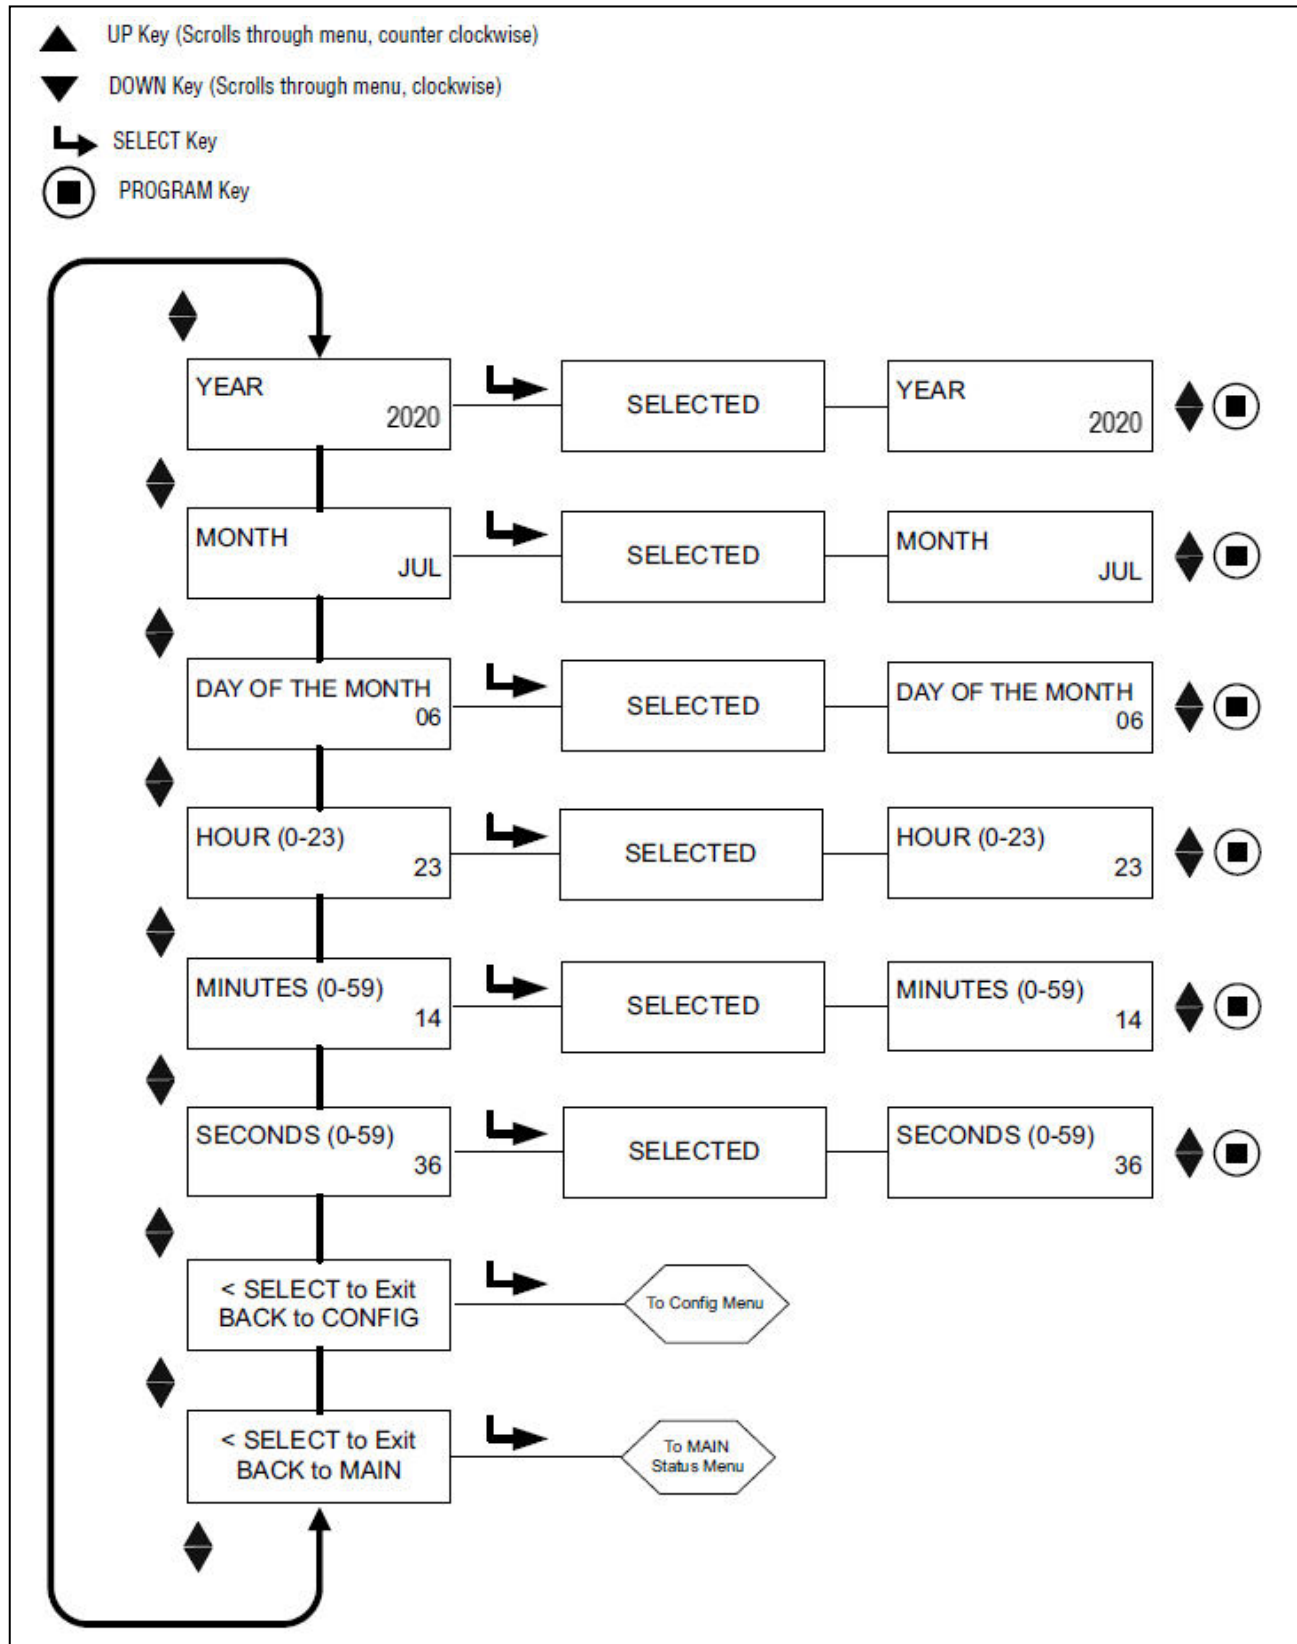 UP Key (Scrolls through menu, counter clockwise)
DOWN Key (Scrolls through menu, clockwise)
SELECT Key
PROGRAM Key
YEAR
2020
SELECTED
YEAR
2020
MONTH
JUL
SELECTED
MONTH
JUL
DAY OF THE MONTH
06
SELECTED
DAY OF THE MONTH
06
HOUR (0-23)
23
SELECTED
HOUR (0-23)
23
MINUTES (0-59)
14
SELECTED
MINUTES (0-59)
14
SECONDS (0-59)
36
SELECTED
SECONDS (0-59)
36
< SELECT to Exit
BACK to CONFIG
To Config Menu
< SELECT to Exit
BACK to MAIN
To MAIN
Status Menu